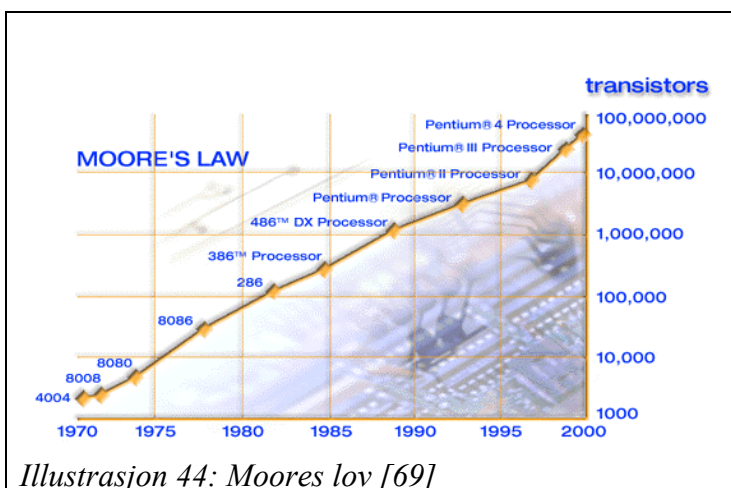 transistors
100,000,000
Pentium® 4 Processor
MOORE'S LAW
Pentium® III Processor
Pentium® II Processor
10,000,000
Pentium® Processor
486™ DX Processor
1,000,000
386™ Processor
286
100,000
8086
8080
10,000
8008
4004
1000
1970 1975 1980 1985 1990 1995 2000
Illustrasjon 44: Moores lov [69]